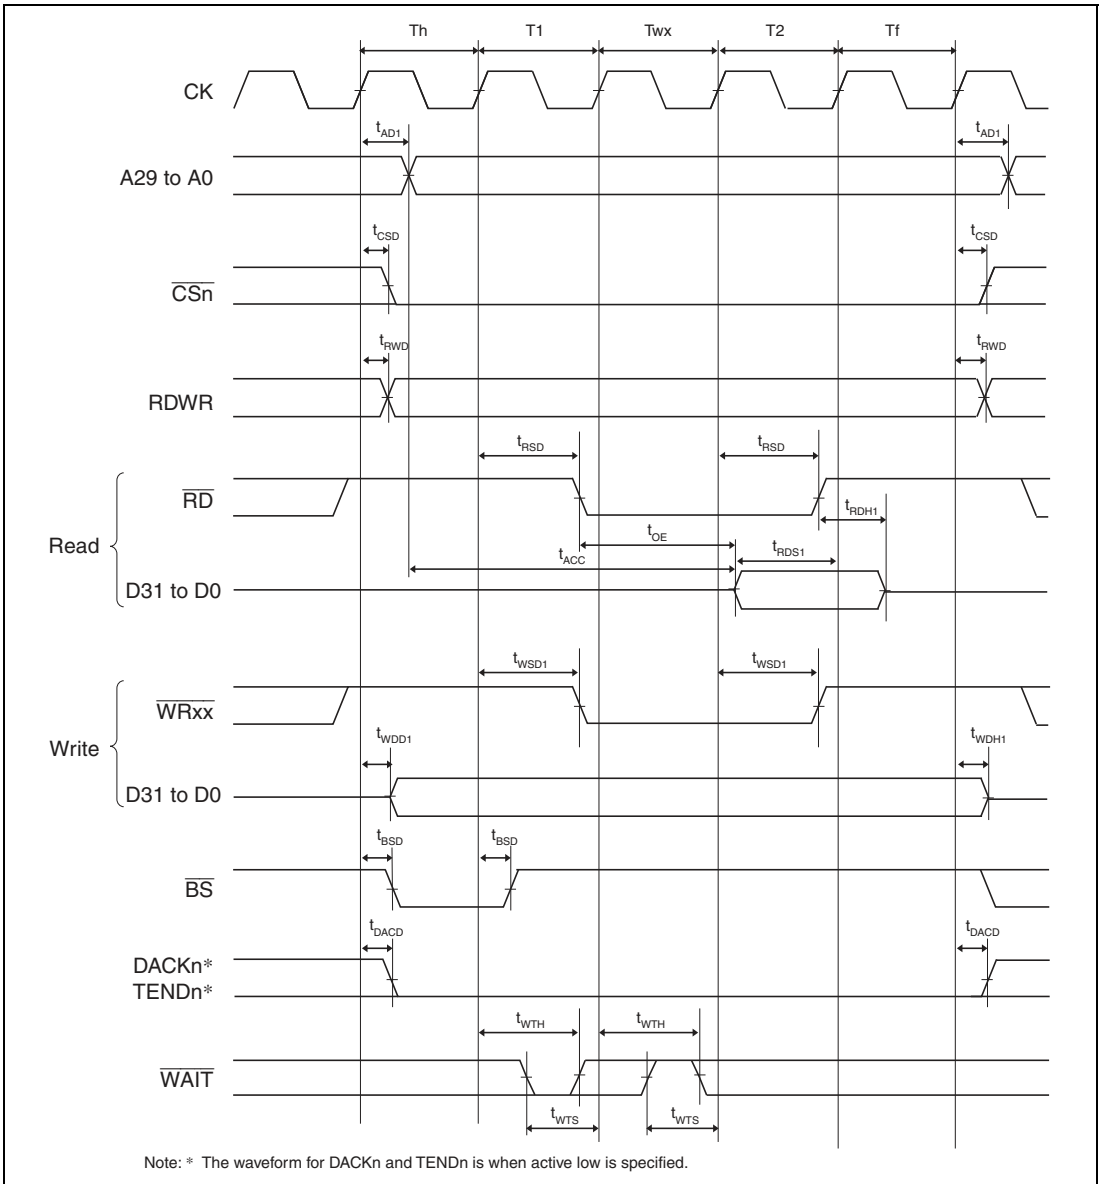 Th T1 Twx T2 Tf
CK
tAD1 tAD1
A29 to A0
tCSD tCSD
CSn
tRWD tRWD
RDWR
tRSD tRSD
RD
tRDH1
Read
tOE
tACC tRDS1
D31 to D0
tWSD1 tWSD1
WRxx
tWDD1 tWDH1
Write
D31 to D0
tBSD tBSD
BS
tDACD tDACD
DACKn*
TENDn*
tWTH tWTH
WAIT
tWTS tWTS
Note: * The waveform for DACKn and TENDn is when active low is specified.